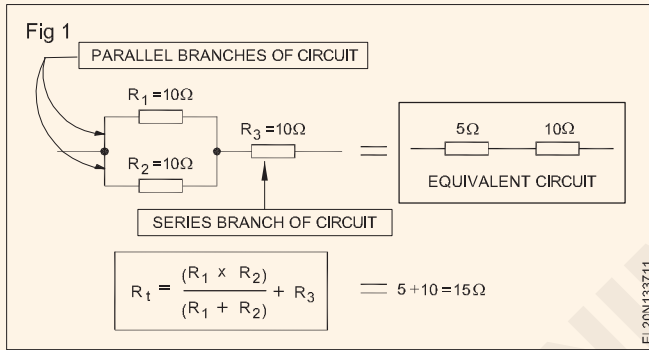 Fig 1
PARALLEL BRANCHES OF CIRCUIT
R1 =10Ω
R3 =10Ω
R2 =10Ω
=
5Ω 10Ω
EQUIVALENT CIRCUIT
SERIES BRANCH OF CIRCUIT
Rt = (R1 x R2) / (R1 + R2) + R3 = 5+10=15Ω
EL20N133711